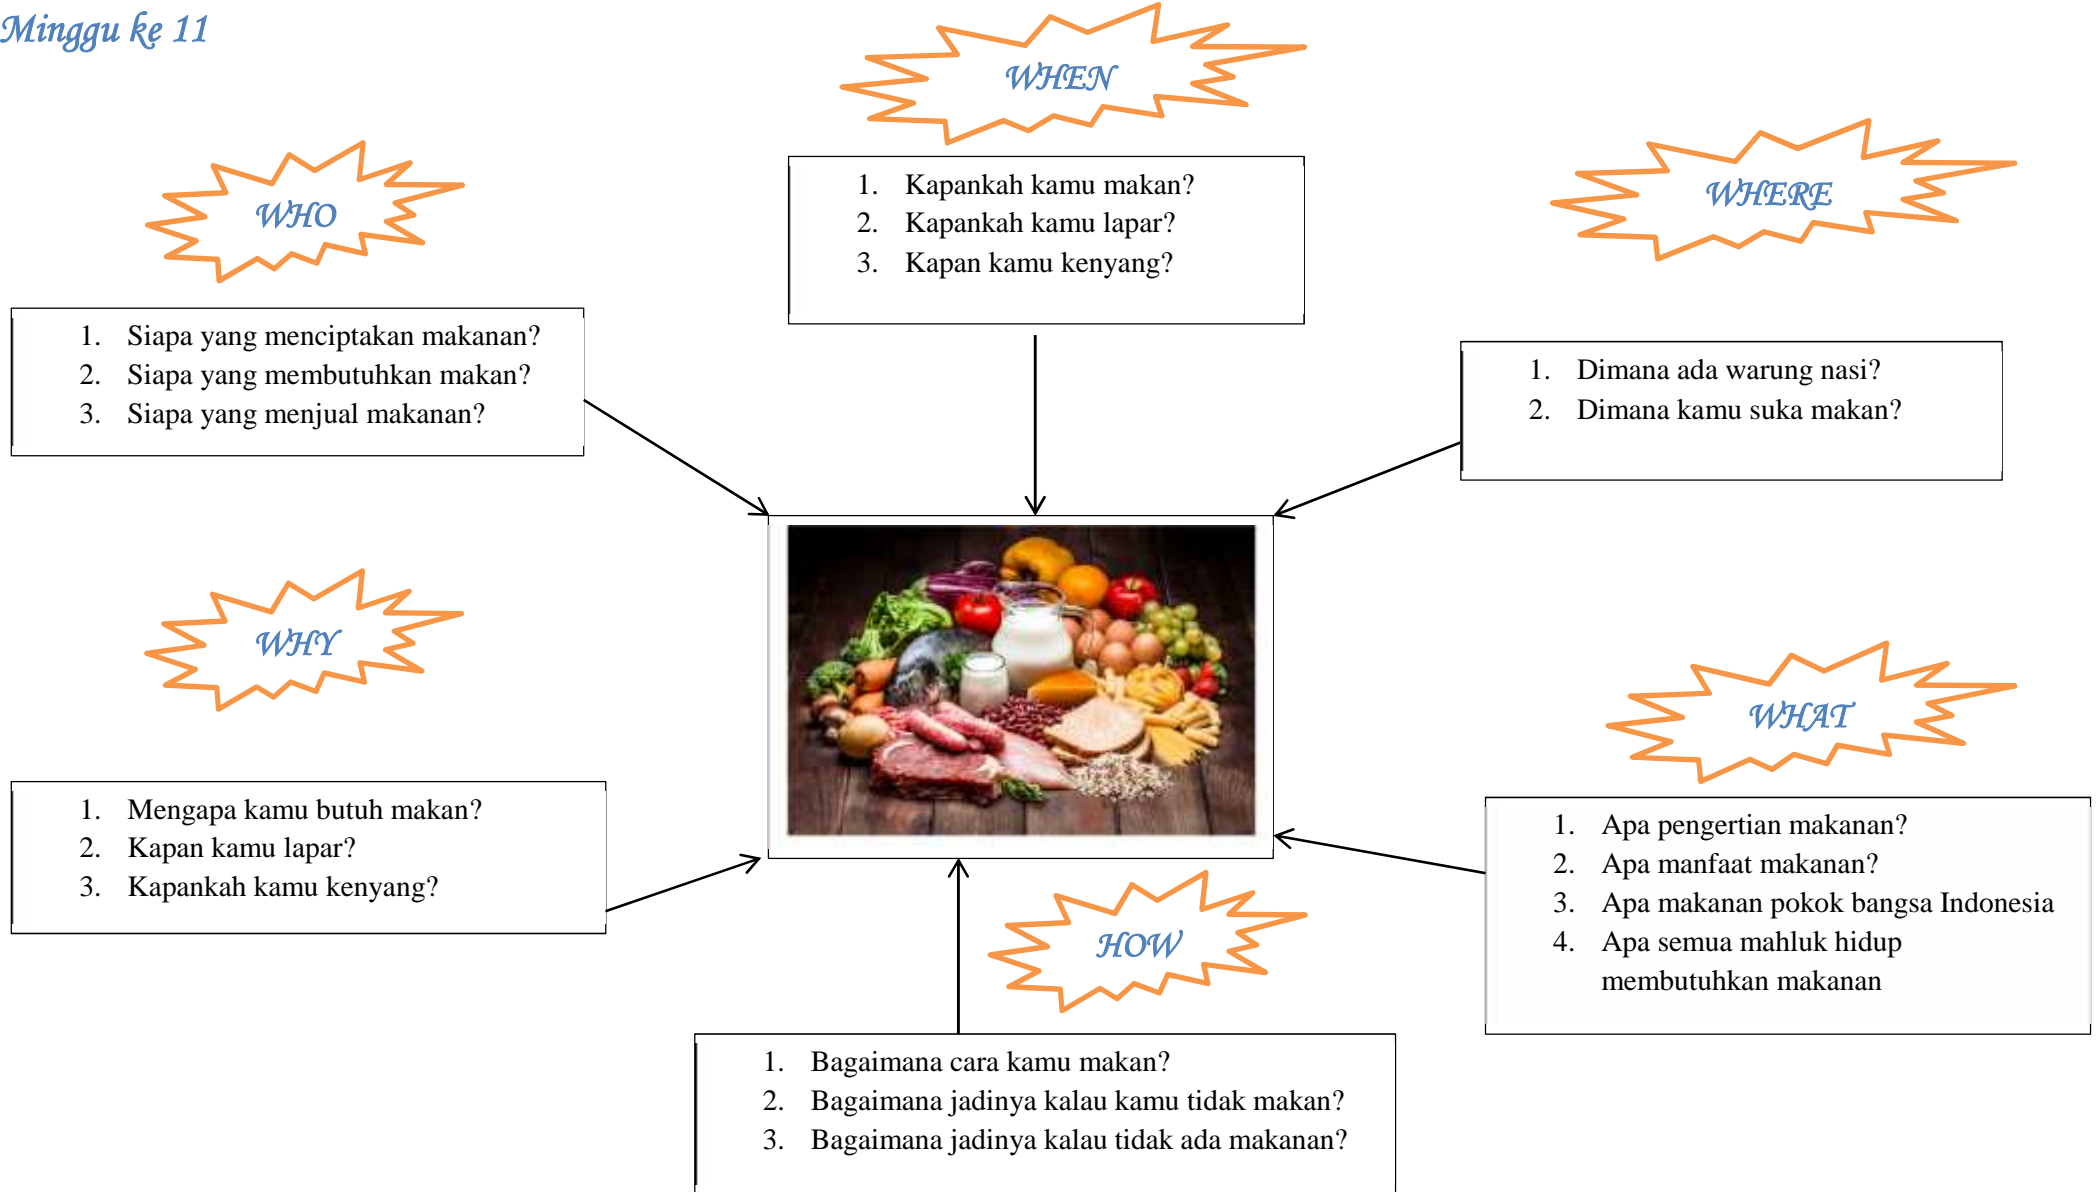 Minggu ke 11
WHEN
1. Kapankah kamu makan?
2. Kapankah kamu lapar?
3. Kapan kamu kenyang?
WHO
1. Siapa yang menciptakan makanan?
2. Siapa yang membutuhkan makan?
3. Siapa yang menjual makanan?
WHERE
1. Dimana ada warung nasi?
2. Dimana kamu suka makan?
WHY
1. Mengapa kamu butuh makan?
2. Kapan kamu lapar?
3. Kapankah kamu kenyang?
WHAT
1. Apa pengertian makanan?
2. Apa manfaat makanan?
3. Apa makanan pokok bangsa Indonesia
4. Apa semua mahluk hidup
membutuhkan makanan
HOW
1. Bagaimana cara kamu makan?
2. Bagaimana jadinya kalau kamu tidak makan?
3. Bagaimana jadinya kalau tidak ada makanan?